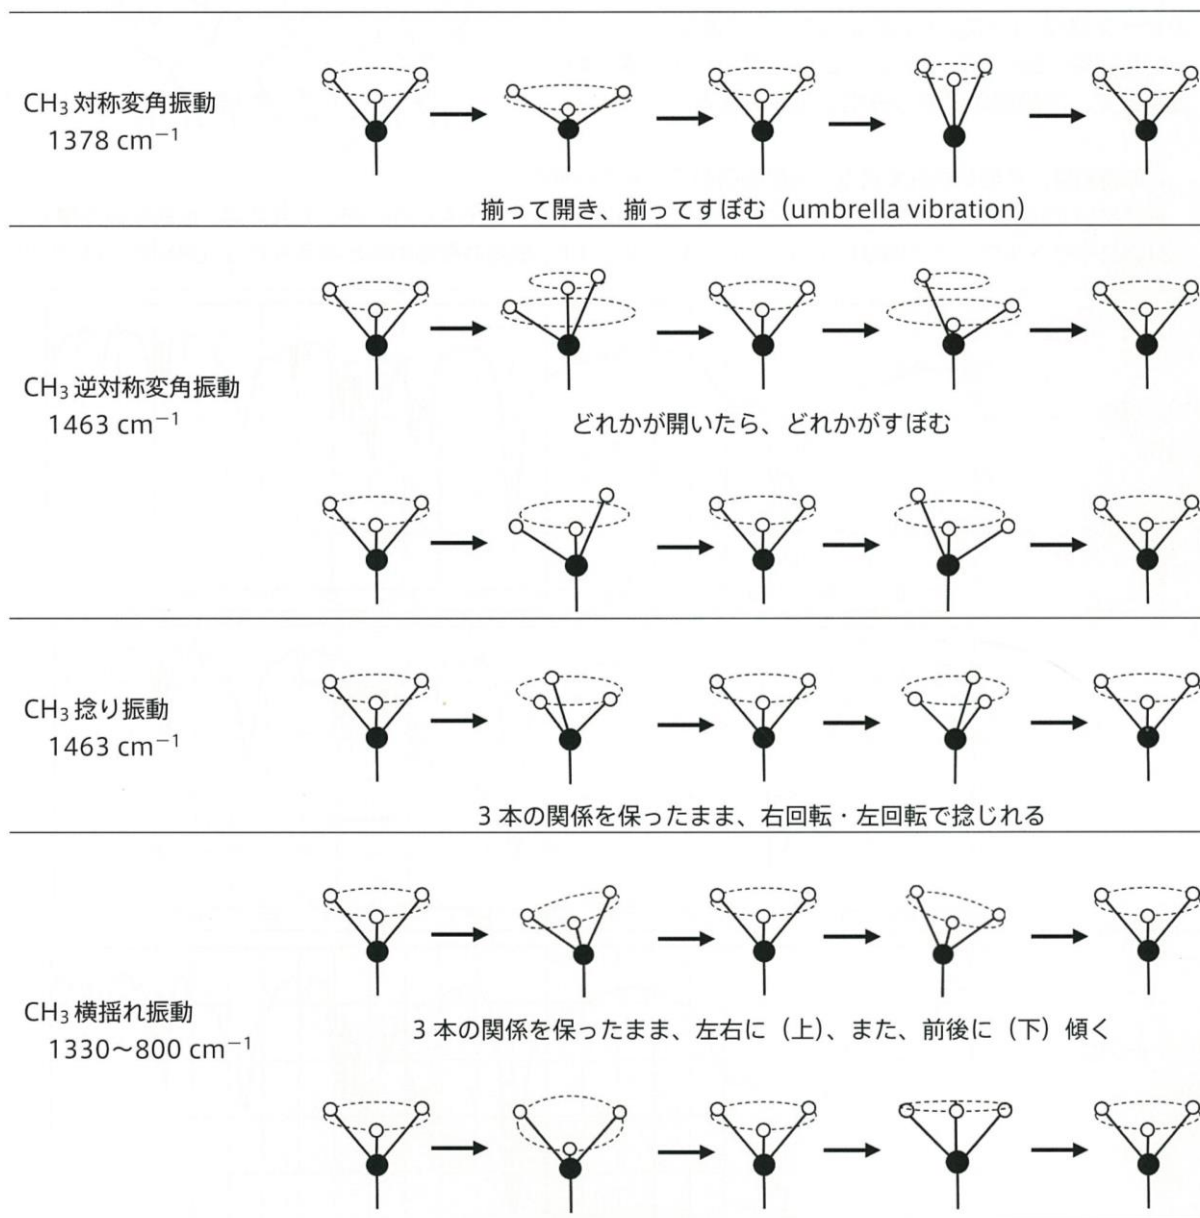 CH₃ 対称変角振動
1378 cm⁻¹
揃って開き、揃ってすぼむ（umbrella vibration）
CH₃ 逆対称変角振動
1463 cm⁻¹
どれかが開いたら、どれかがすぼむ
CH₃ 捻り振動
1463 cm⁻¹
3 本の関係を保ったまま、右回転・左回転で捻じれる
CH₃ 横揺れ振動
1330〜800 cm⁻¹
3 本の関係を保ったまま、左右に（上）、また、前後に（下）傾く